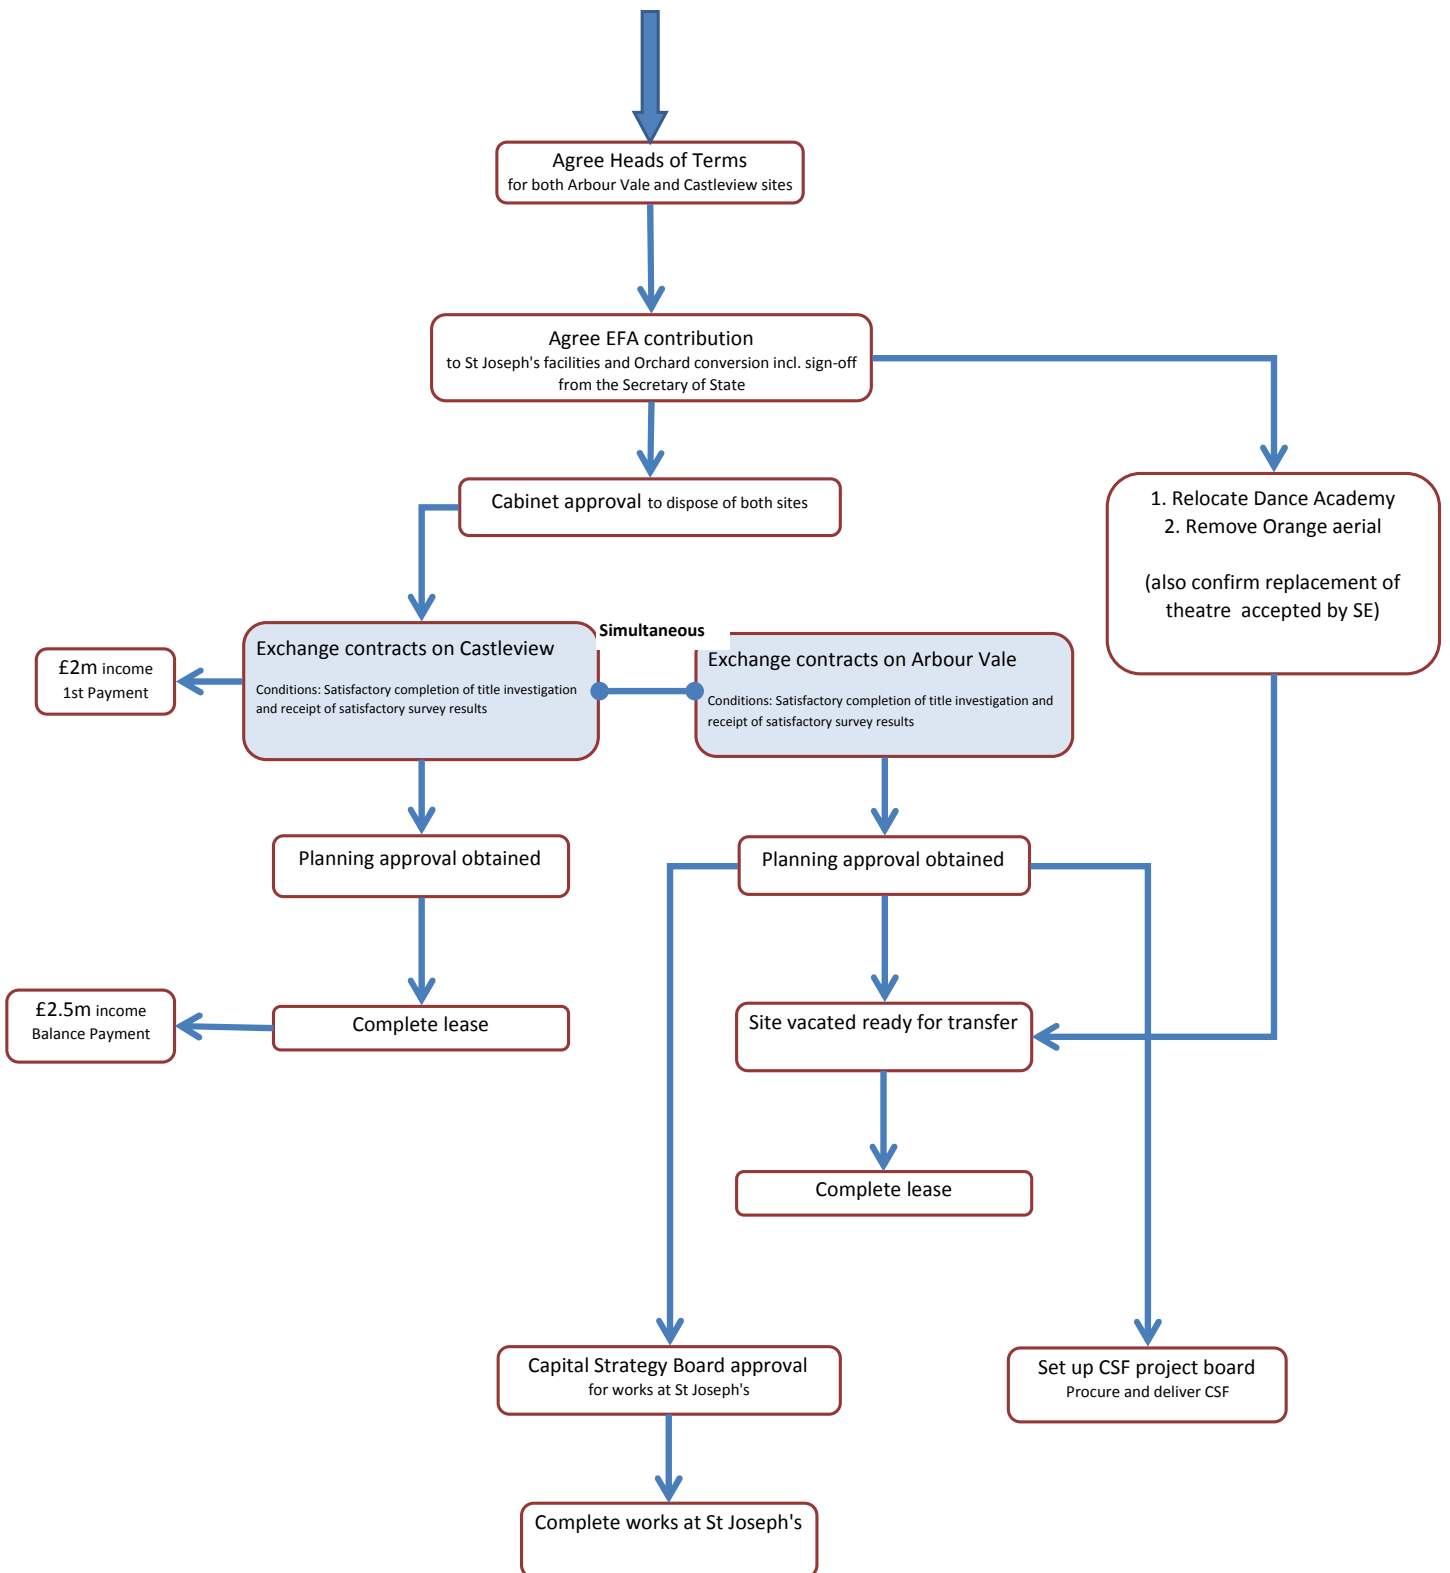 Agree Heads of Terms
for both Arbour Vale and Castleview sites
Agree EFA contribution
to St Joseph's facilities and Orchard conversion incl. sign-off
from the Secretary of State
Cabinet approval to dispose of both sites
1. Relocate Dance Academy
2. Remove Orange aerial
(also confirm replacement of
theatre accepted by SE)
Simultaneous
Exchange contracts on Castleview
Conditions: Satisfactory completion of title investigation
and receipt of satisfactory survey results
£2m income
1st Payment
Exchange contracts on Arbour Vale
Conditions: Satisfactory completion of title investigation and
receipt of satisfactory survey results
Planning approval obtained
Planning approval obtained
£2.5m income
Balance Payment
Complete lease
Site vacated ready for transfer
Complete lease
Capital Strategy Board approval
for works at St Joseph's
Set up CSF project board
Procure and deliver CSF
Complete works at St Joseph's